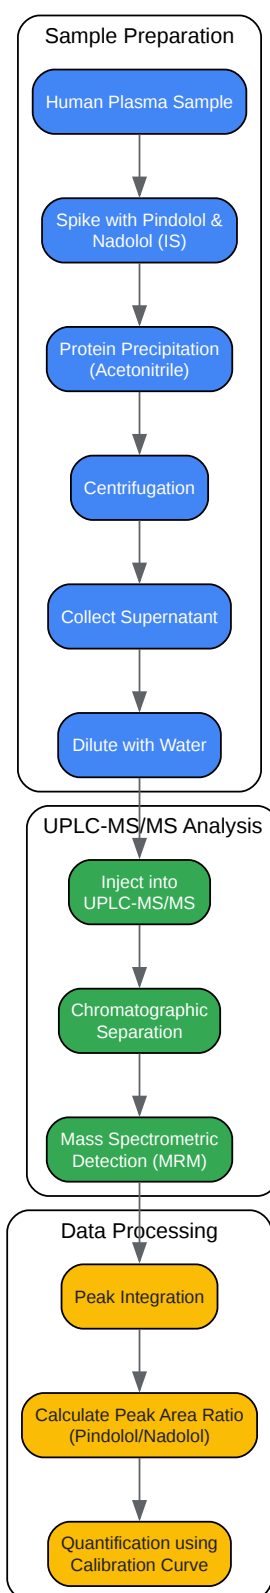 Sample Preparation
Human Plasma Sample
Spike with Pindolol &
Nadolol (IS)
Protein Precipitation
(Acetonitrile)
Centrifugation
Collect Supernatant
Dilute with Water
UPLC-MS/MS Analysis
Inject into
UPLC-MS/MS
Chromatographic
Separation
Mass Spectrometric
Detection (MRM)
Data Processing
Peak Integration
Calculate Peak Area Ratio
(Pindolol/Nadolol)
Quantification using
Calibration Curve